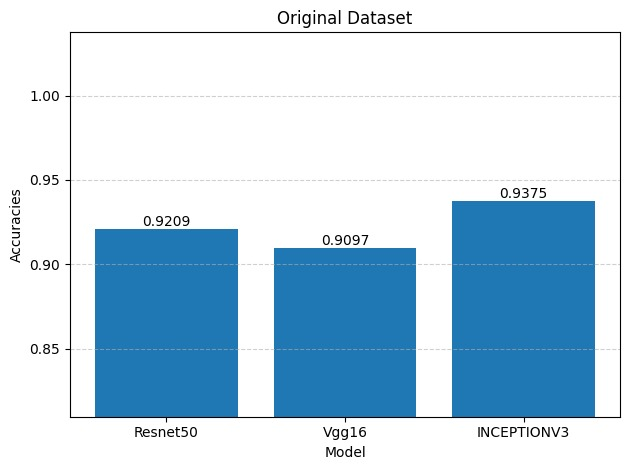 Original Dataset
Accuracies
1.00
0.95
0.90
0.85
0.9209
0.9097
0.9375
Resnet50
Vgg16
INCEPTIONV3
Model